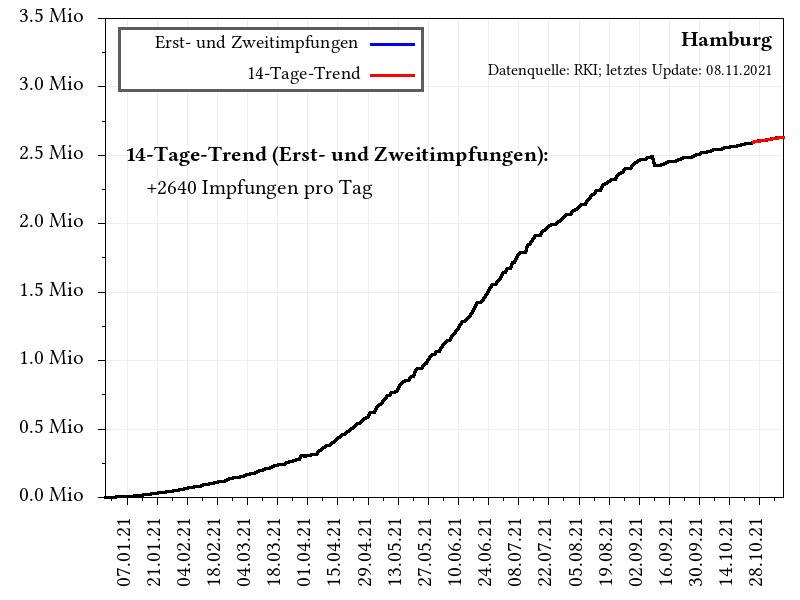 3.5 Mio
3.0 Mio
2.5 Mio
2.0 Mio
1.5 Mio
1.0 Mio
0.5 Mio
0.0 Mio
Erst- und Zweitimpfungen
14-Tage-Trend
Hamburg
Datenquelle: RKI; letztes Update: 08.11.2021
14-Tage-Trend (Erst- und Zweitimpfungen):
+2640 Impfungen pro Tag
07.01.21
21.01.21
04.02.21
18.02.21
04.03.21
18.03.21
01.04.21
15.04.21
29.04.21
13.05.21
27.05.21
10.06.21
24.06.21
08.07.21
22.07.21
05.08.21
19.08.21
02.09.21
16.09.21
30.09.21
14.10.21
28.10.21